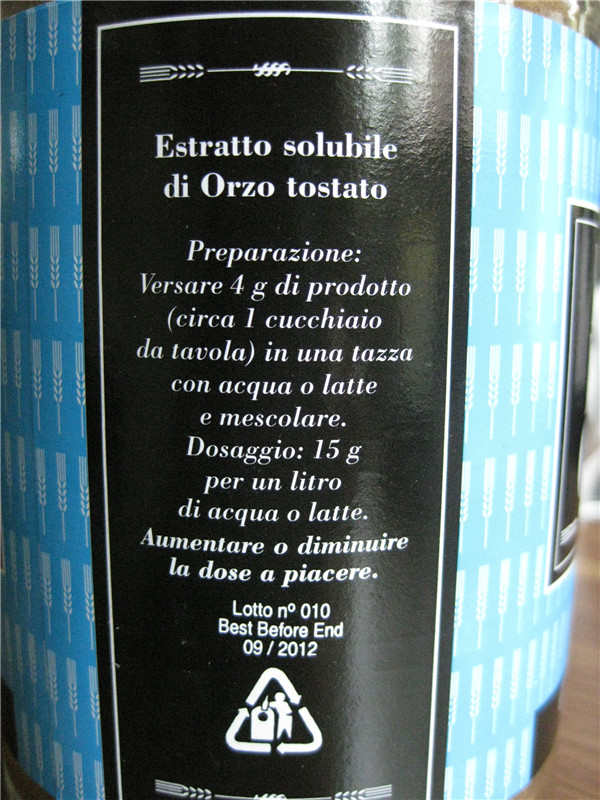 Estratto solubile
di Orzo tostato
Preparazione:
Versare 4 g di prodotto
(circa 1 cucchiaio
da tavola) in una tazza
con acqua o latte
e mescolare.
Dosaggio: 15 g
per un litro
di acqua o latte.
Aumentare o diminuire
la dose a piacere.
Lotto nº 010
Best Before End
09 / 2012